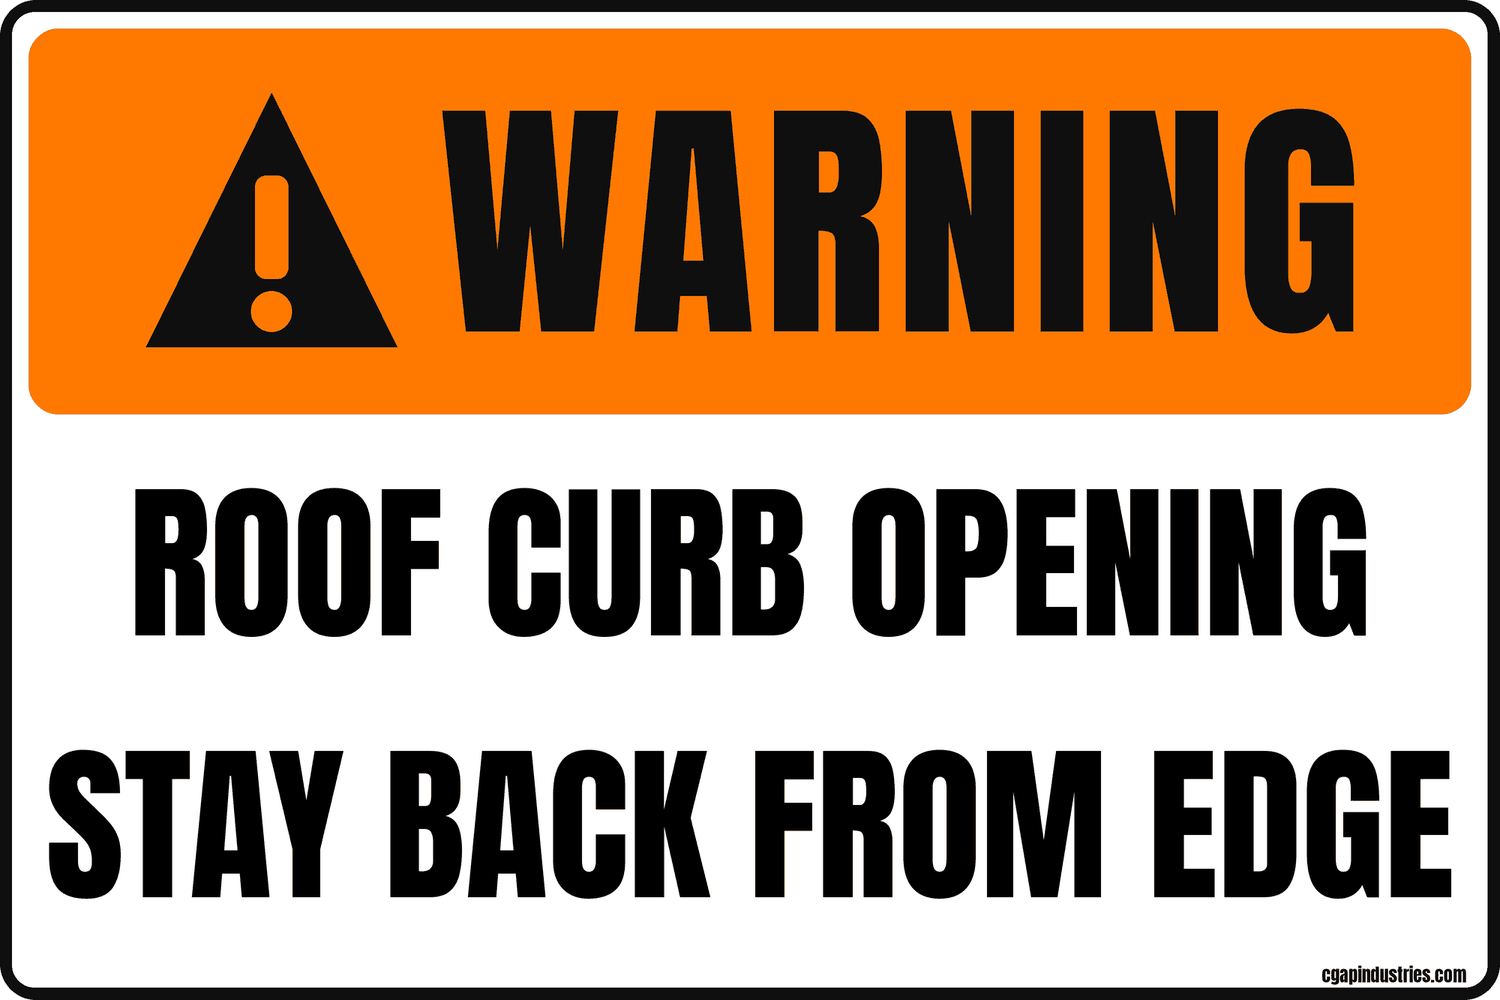 WARNING
ROOF CURB OPENING
STAY BACK FROM EDGE
cgapindustries.com